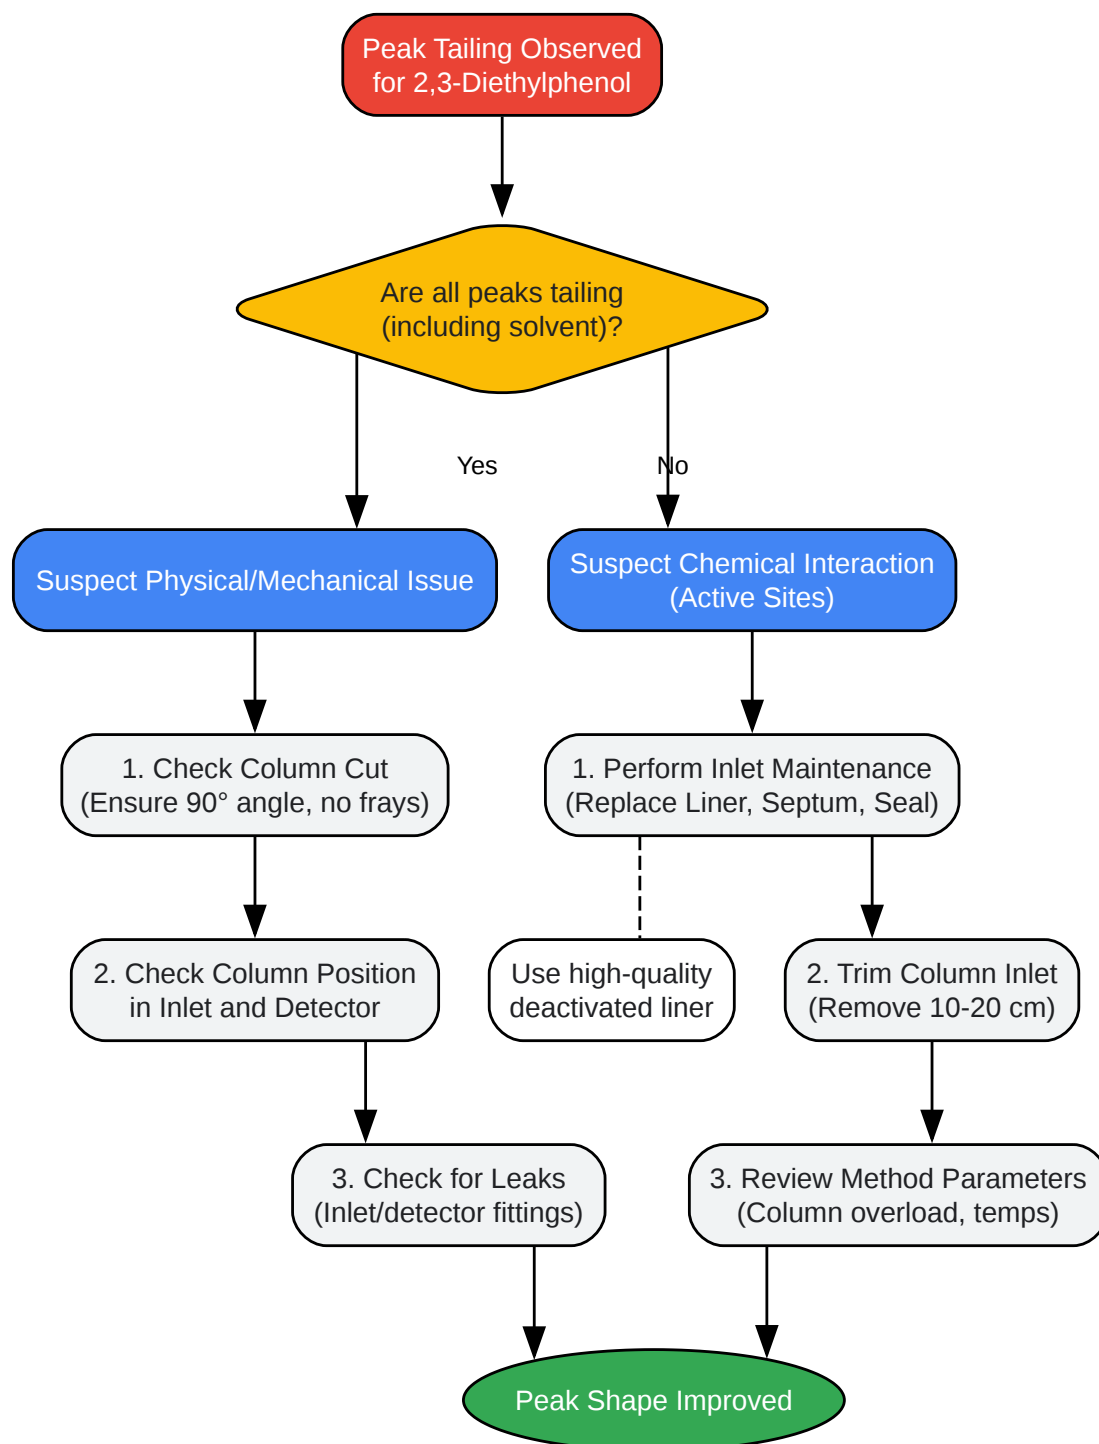 Peak Tailing Observed
for 2,3-Diethylphenol
Are all peaks tailing
(including solvent)?
Yes
No
Suspect Physical/Mechanical Issue
Suspect Chemical Interaction
(Active Sites)
1. Check Column Cut
(Ensure 90° angle, no frays)
1. Perform Inlet Maintenance
(Replace Liner, Septum, Seal)
2. Check Column Position
in Inlet and Detector
Use high-quality
deactivated liner
2. Trim Column Inlet
(Remove 10-20 cm)
3. Check for Leaks
(Inlet/detector fittings)
3. Review Method Parameters
(Column overload, temps)
Peak Shape Improved